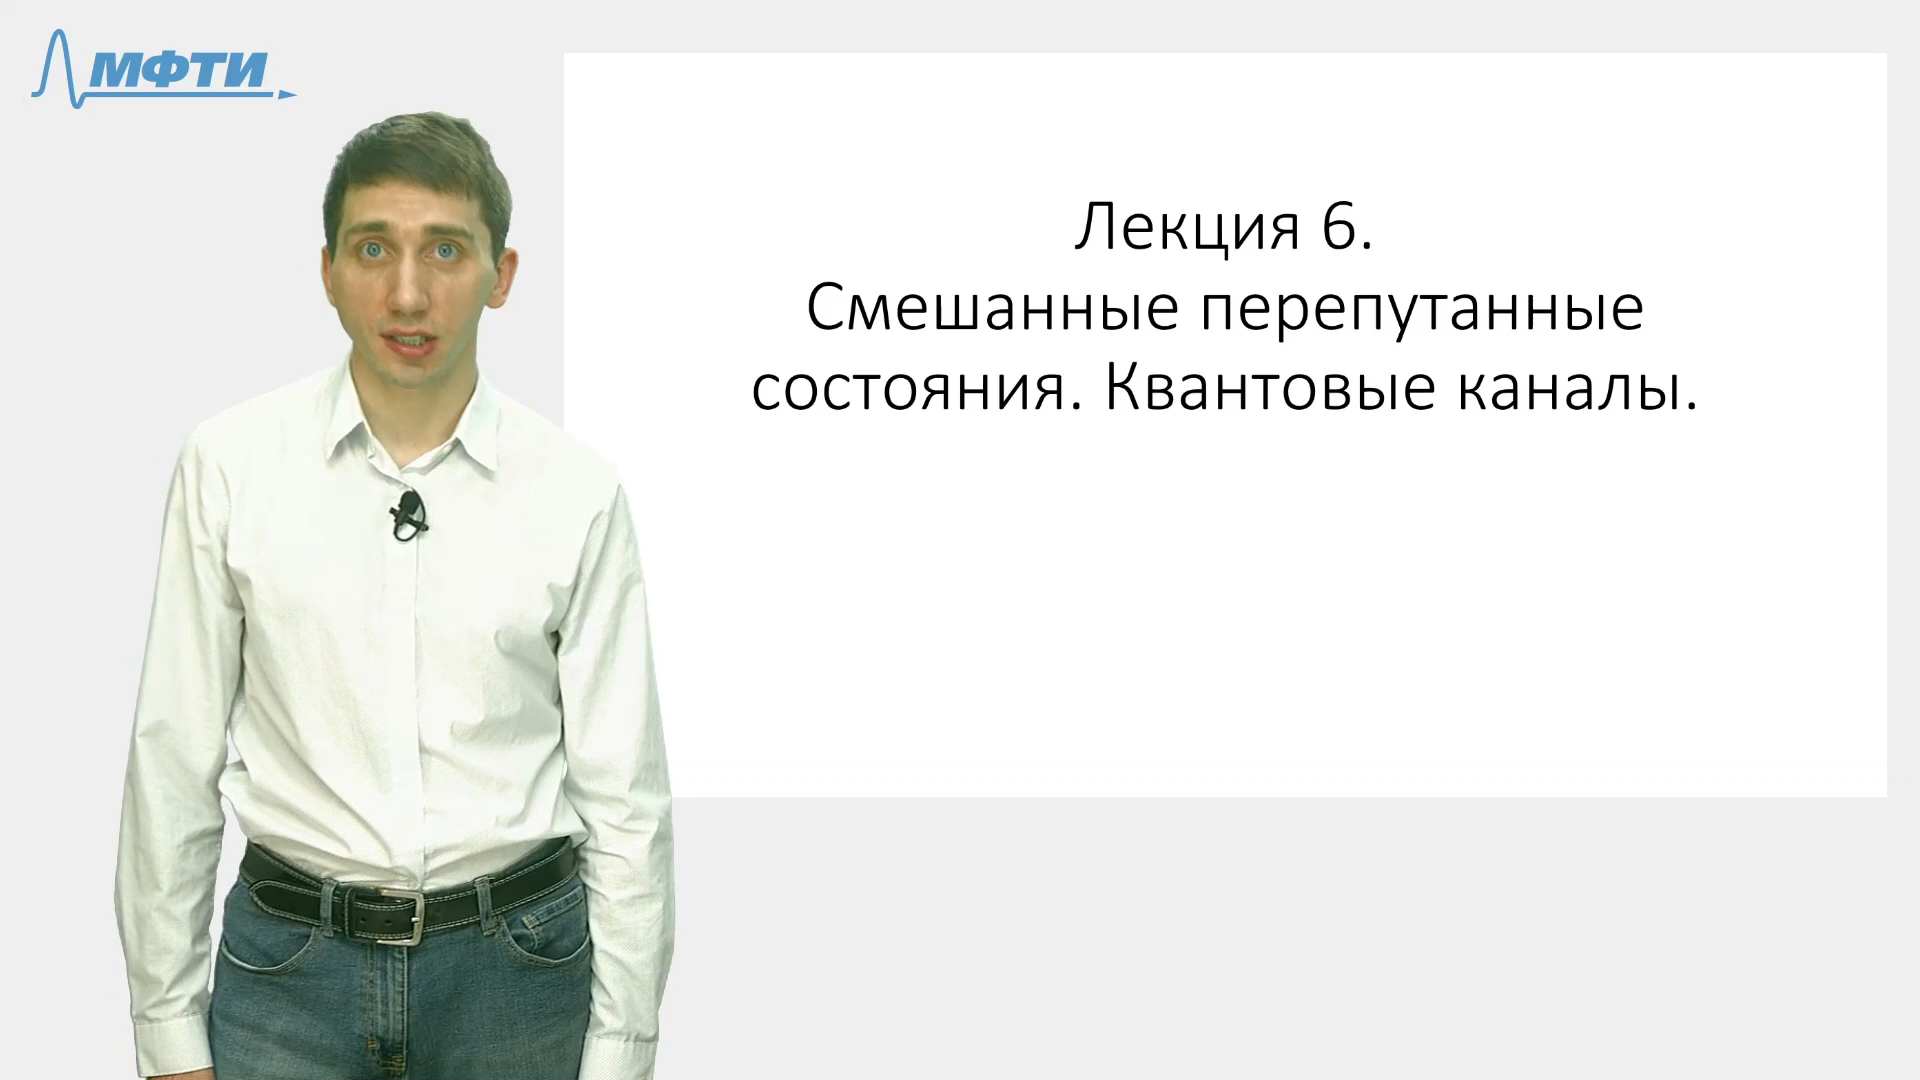 МФТИ
Лекция 6.
Смешанные перепутанные
состояния. Квантовые каналы.